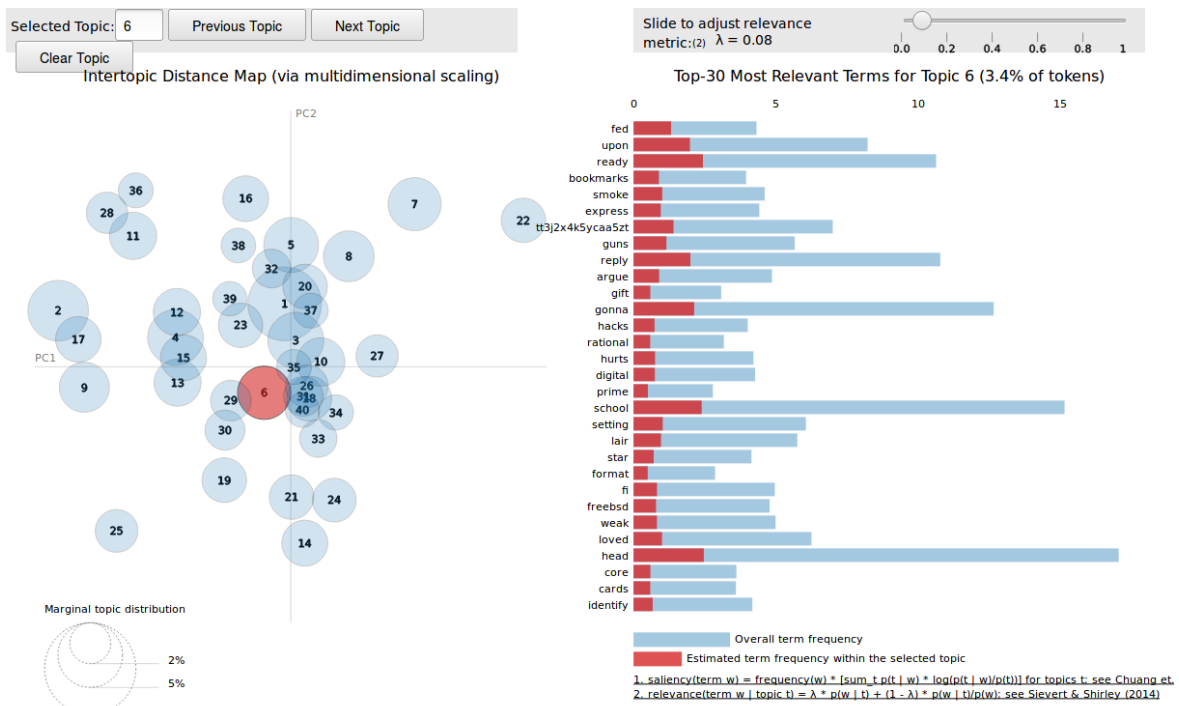 Selected Topic: 6 Previous Topic Next Topic
Clear Topic
Slide to adjust relevance
metric:(2) λ = 0.08
0.0 0.2 0.4 0.6 0.8 1
Intertopic Distance Map (via multidimensional scaling)
PC2
PC1
36
28
11
16
7
22
38
5
8
32
20
39
1
37
2
12
23
17
4
3
15
10
27
35
9
13
6
26
29
31
18
40
34
30
33
19
21
24
25
14
Marginal topic distribution
2%
5%
Top-30 Most Relevant Terms for Topic 6 (3.4% of tokens)
0 5 10 15
fed
upon
ready
bookmarks
smoke
express
tt3j2x4k5ycaa5zt
guns
reply
argue
gift
gonna
hacks
rational
hurts
digital
prime
school
setting
lair
star
format
fi
freebsd
weak
loved
head
core
cards
identify
Overall term frequency
Estimated term frequency within the selected topic
1. saliency(term w) = frequency(w) * [sum_t p(t | w) * log(p(t | w)/p(t))] for topics t; see Chuang et.
2. relevance(term w | topic t) = λ * p(w | t) + (1 - λ) * p(w | t)/p(w); see Sievert & Shirley (2014)